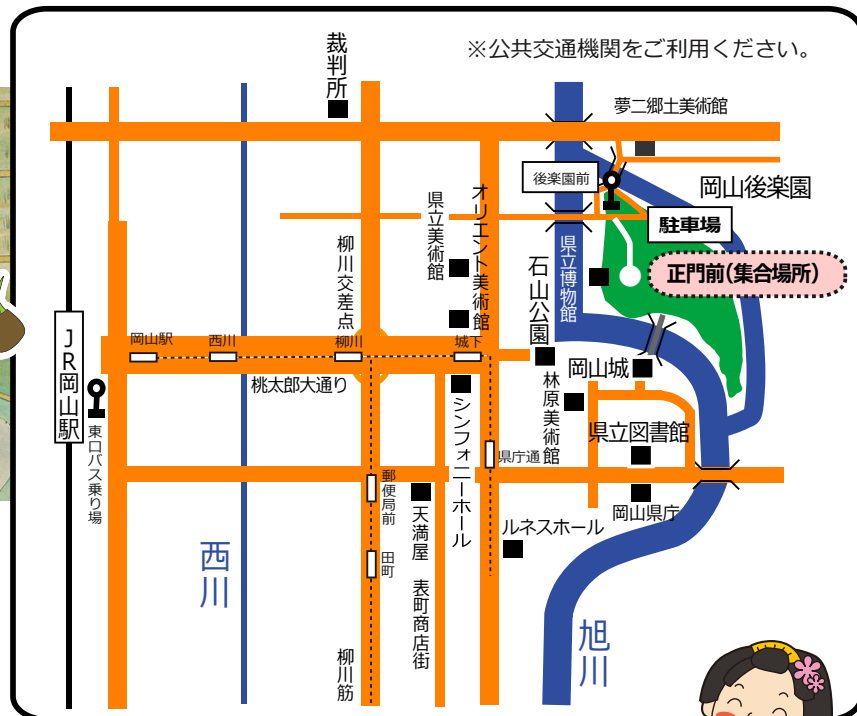 ※公共交通機関をご利用ください。
裁判所
夢二郷土美術館
後楽園前
岡山後楽園
駐車場
正門前(集合場所)
県立美術館
オリエント美術館
県立博物館
石山公園
柳川交差点
JR岡山駅
岡山駅
西川
柳川
城下
桃太郎大通り
岡山城
林原美術館
東口バス乗り場
シンフォニーホール
県立図書館
県庁通
郵便局前
天満屋
岡山県庁
ルネスホール
田町
西川
表町商店街
旭川
柳川筋